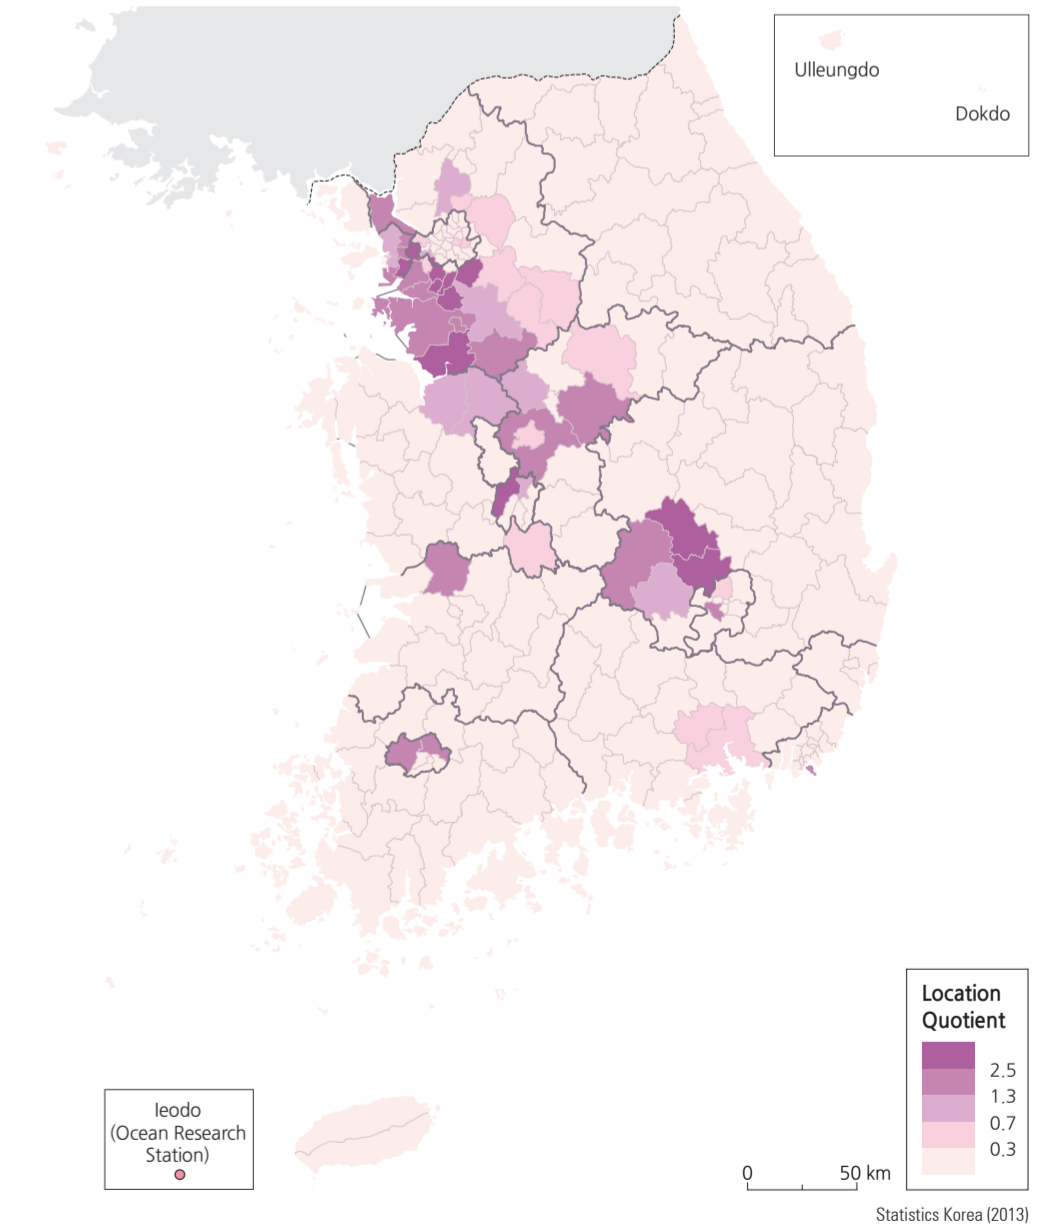 Ulleungdo
Dokdo
Location
Quotient
2.5
1.3
0.7
0.3
Ieodo
(Ocean Research
Station)
0 50 km
Statistics Korea (2013)